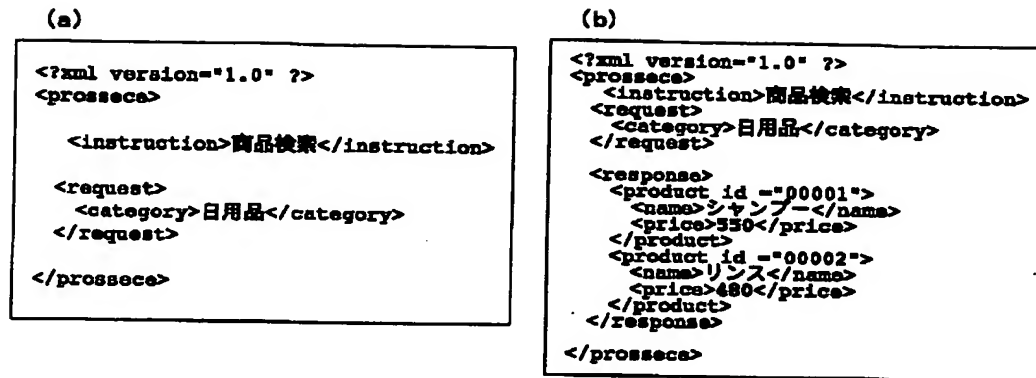 (a)
<?xml version="1.0" ?>
<prosseca>
<instruction>商品検索</instruction>
<request>
<category>日用品</category>
</request>
</prosseca>
(b)
<?xml version="1.0" ?>
<prosseca>
<instruction>商品検索</instruction>
<request>
<category>日用品</category>
</request>
<response>
<product id ="00001">
<name>シャンプー</name>
<price>550</price>
</product>
<product id ="00002">
<name>リンス</name>
<price>480</price>
</product>
</response>
</prosseca>